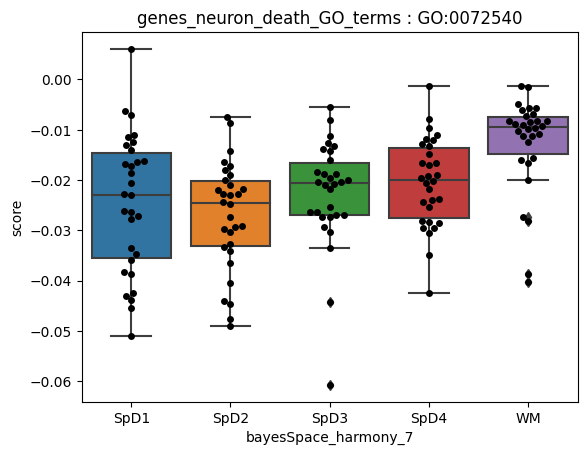 genes_neuron_death_GO_terms : GO:0072540
0.00
−0.01
−0.02
−0.03
−0.04
−0.05
−0.06
score
SpD1 SpD2 SpD3 SpD4 WM
bayesSpace_harmony_7